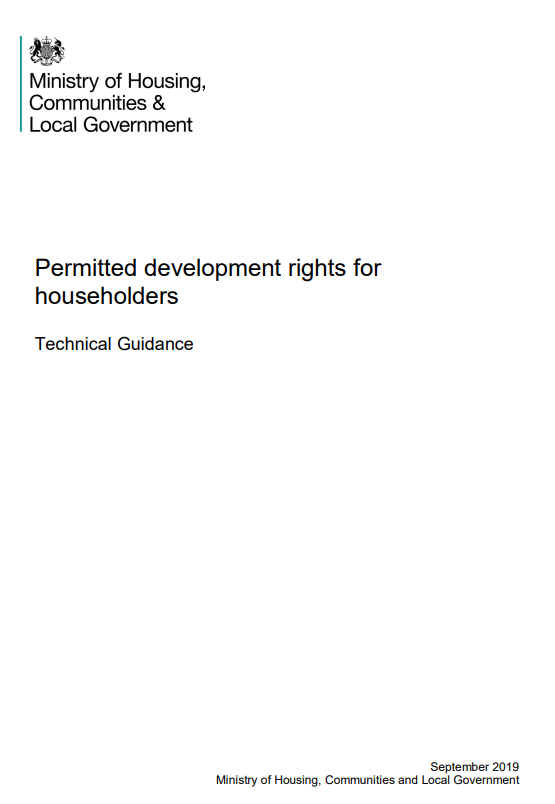 Ministry of Housing,
Communities &
Local Government
Permitted development rights for
householders
Technical Guidance
September 2019
Ministry of Housing, Communities and Local Government